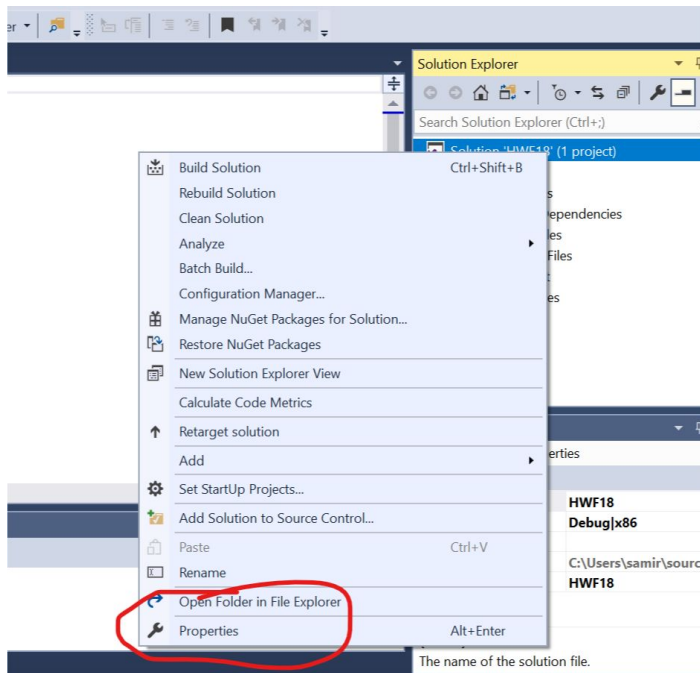 Solution Explorer
Search Solution Explorer (Ctrl+;)
Solution 'HWF18' (1 project)
Build Solution Ctrl+Shift+B
Rebuild Solution
Clean Solution
Analyze
Batch Build...
Configuration Manager...
Manage NuGet Packages for Solution...
Restore NuGet Packages
New Solution Explorer View
Calculate Code Metrics
Retarget solution
Add
Set StartUp Projects...
Add Solution to Source Control...
Paste Ctrl+V
Rename
Open Folder in File Explorer
Properties Alt+Enter
HWF18
Debug|x86
C:\Users\samir\sourc
HWF18
The name of the solution file.